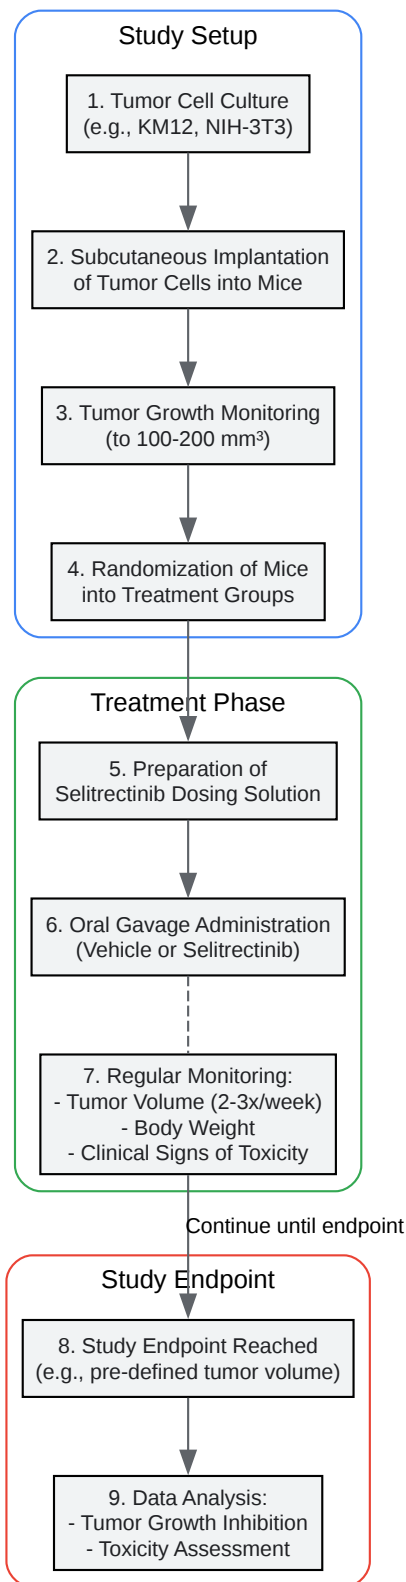 Study Setup
1. Tumor Cell Culture
(e.g., KM12, NIH-3T3)
2. Subcutaneous Implantation
of Tumor Cells into Mice
3. Tumor Growth Monitoring
(to 100-200 mm³)
4. Randomization of Mice
into Treatment Groups
Treatment Phase
5. Preparation of
Selitrectinib Dosing Solution
6. Oral Gavage Administration
(Vehicle or Selitrectinib)
7. Regular Monitoring:
- Tumor Volume (2-3x/week)
- Body Weight
- Clinical Signs of Toxicity
Continue until endpoint
Study Endpoint
8. Study Endpoint Reached
(e.g., pre-defined tumor volume)
9. Data Analysis:
- Tumor Growth Inhibition
- Toxicity Assessment